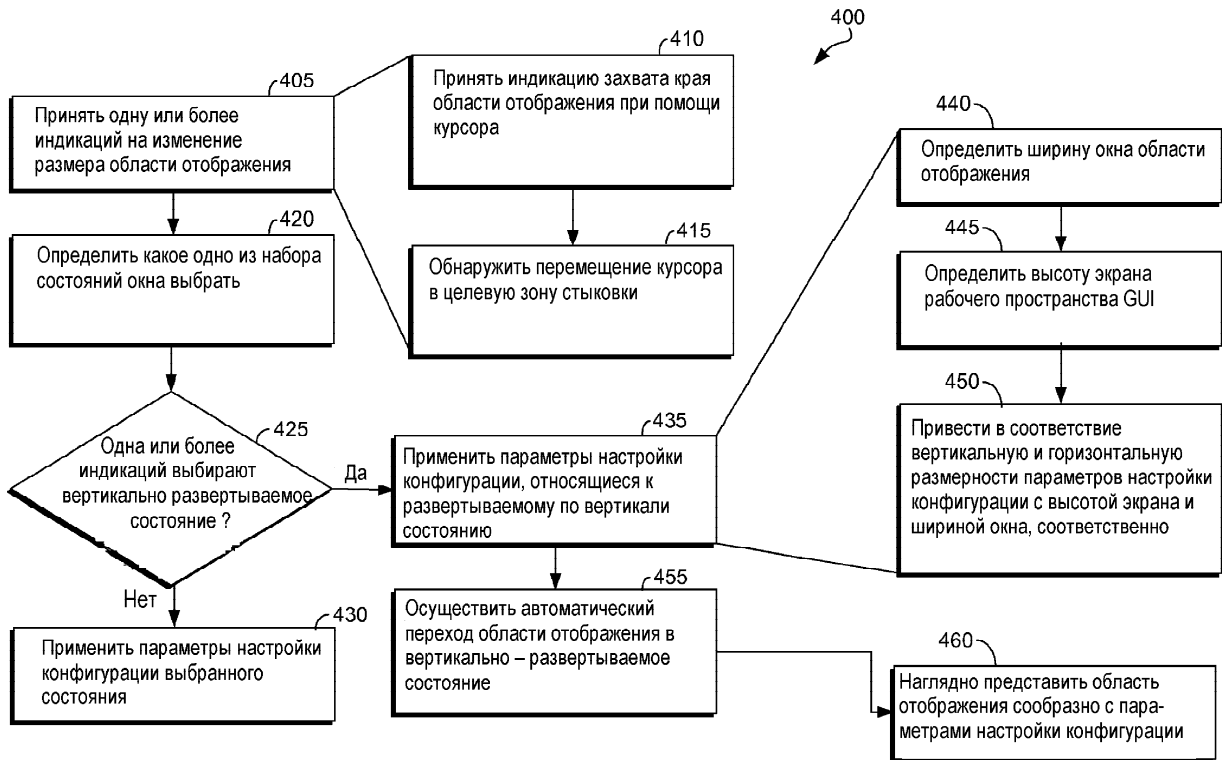 400
405
Принять одну или более
индикаций на изменение
размера области отображения
410
Принять индикацию захвата края
области отображения при помощи
курсора
415
Обнаружить перемещение курсора
в целевую зону стыковки
420
Определить какое одно из набора
состояний окна выбрать
425
Одна или более
индикаций выбирают
вертикально развертываемое
состояние ?
Да
Нет
430
Применить параметры настройки
конфигурации выбранного
состояния
435
Применить параметры настройки
конфигурации, относящиеся к
развертываемому по вертикали
состоянию
440
Определить ширину окна области
отображения
445
Определить высоту экрана
рабочего пространства GUI
450
Привести в соответствие
вертикальную и горизонтальную
размерности параметров настройки
конфигурации с высотой экрана и
шириной окна, соответственно
455
Осуществить автоматический
переход области отображения в
вертикально – развертываемое
состояние
460
Наглядно представить область
отображения сообразно с пара-
метрами настройки конфигурации